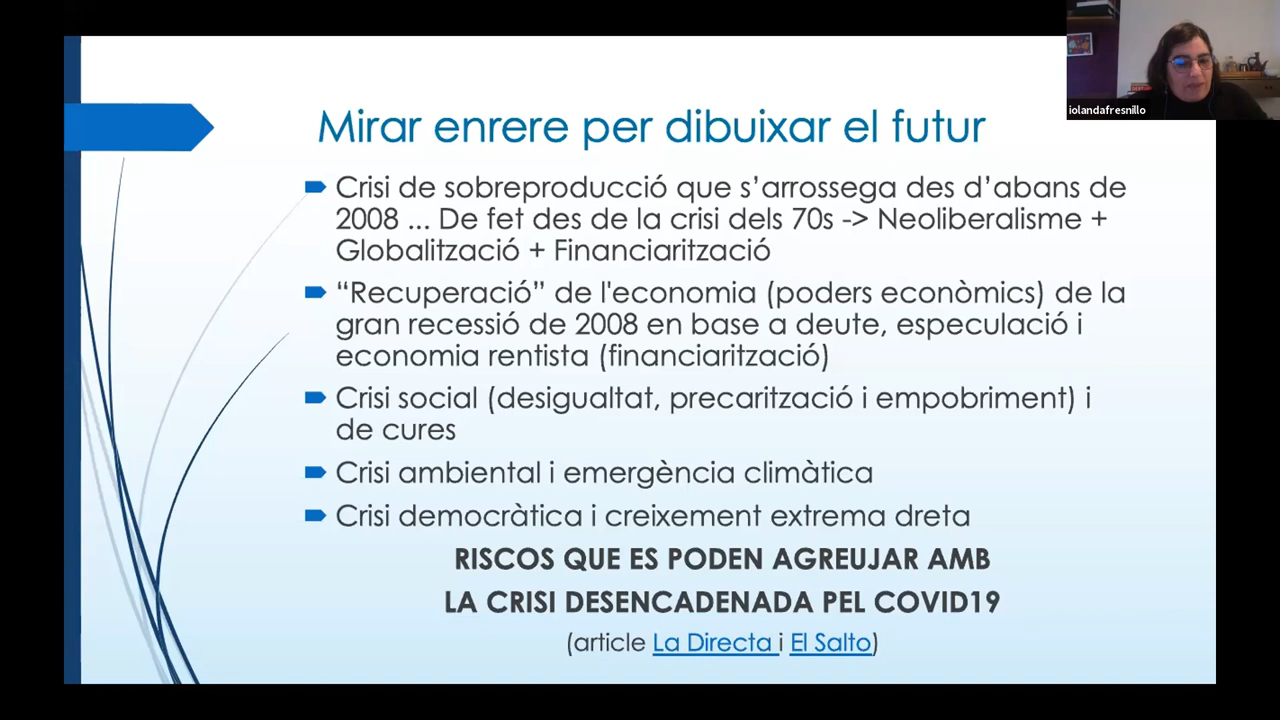 iolandafresnillo
Mirar enrere per dibuixar el futur
Crisi de sobreproducció que s’arrossega des d’abans de
2008 ... De fet des de la crisi dels 70s -> Neoliberalisme +
Globalització + Financiarització
“Recuperació” de l'economia (poders econòmics) de la
gran recessió de 2008 en base a deute, especulació i
economia rentista (financiarització)
Crisi social (desigualtat, precarització i empobriment) i
de cures
Crisi ambiental i emergència climàtica
Crisi democràtica i creixement extrema dreta
RISCOS QUE ES PODEN AGREUJAR AMB
LA CRISI DESENCADENADA PEL COVID19
(article La Directa i El Salto)